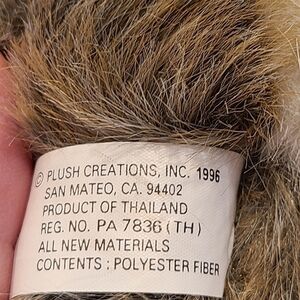 © PLUSH CREATIONS, INC. 1996
SAN MATEO, CA. 94402
PRODUCT OF THAILAND
REG. NO. PA 7836 (TH)
ALL NEW MATERIALS
CONTENTS : POLYESTER FIBER